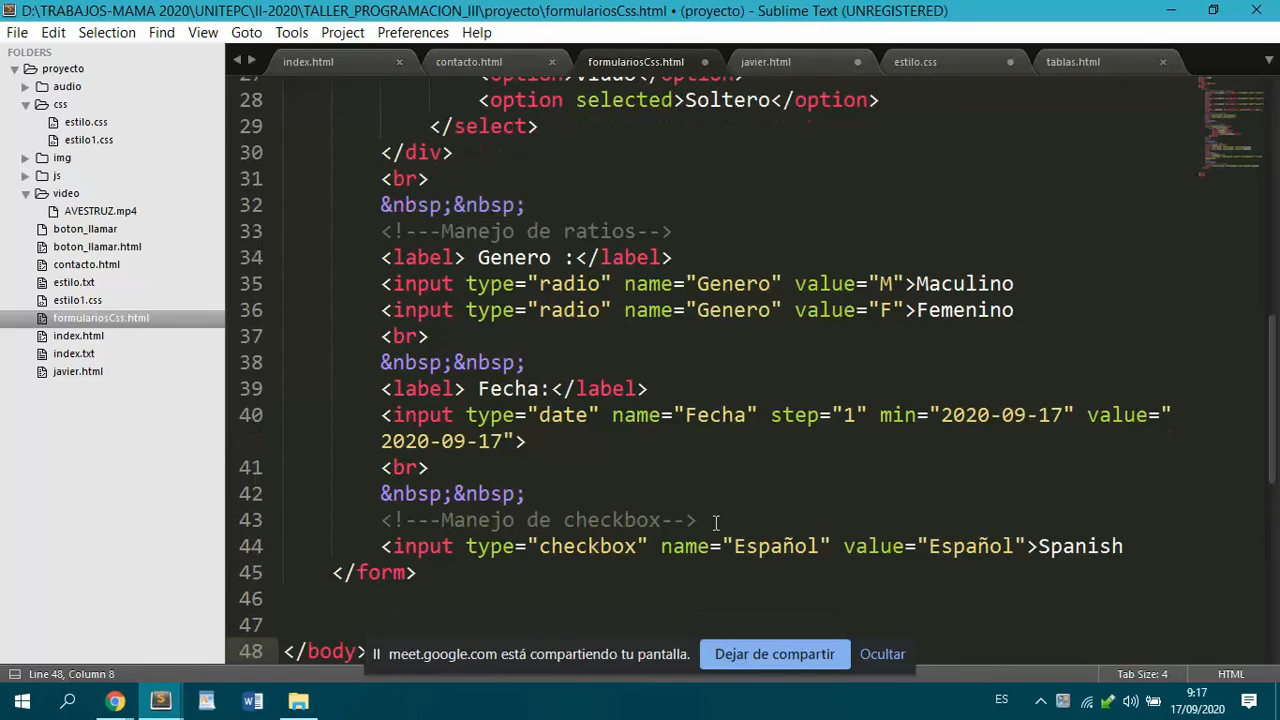 D:\TRABAJOS-MAMA 2020\UNITEPC\II-2020\TALLER_PROGRAMACION_III\proyecto\formulariosCss.html • (proyecto) - Sublime Text (UNREGISTERED)
File Edit Selection Find View Goto Tools Project Preferences Help
FOLDERS
proyecto
audio
css
estilo.css
estilo1.css
img
js
video
AVESTRUZ.mp4
boton_llamar
boton_llamar.html
contacto.html
estilo.txt
estilo1.css
formulariosCss.html
index.html
index.txt
javier.html
index.html contacto.html formulariosCss.html javier.html estilo.css tablas.html
27 <option>Viudo</option>
28 <option selected>Soltero</option>
29 </select>
30 </div>
31 <br>
32 &nbsp;&nbsp;
33 <!---Manejo de ratios-->
34 <label> Genero :</label>
35 <input type="radio" name="Genero" value="M">Maculino
36 <input type="radio" name="Genero" value="F">Femenino
37 <br>
38 &nbsp;&nbsp;
39 <label> Fecha:</label>
40 <input type="date" name="Fecha" step="1" min="2020-09-17" value="
2020-09-17">
41 <br>
42 &nbsp;&nbsp;
43 <!---Manejo de checkbox-->
44 <input type="checkbox" name="Español" value="Español">Spanish
45 </form>
46
47
48 </body>
meet.google.com está compartiendo tu pantalla. Dejar de compartir Ocultar
Line 48, Column 8 Tab Size: 4 HTML
ES 9:17
17/09/2020